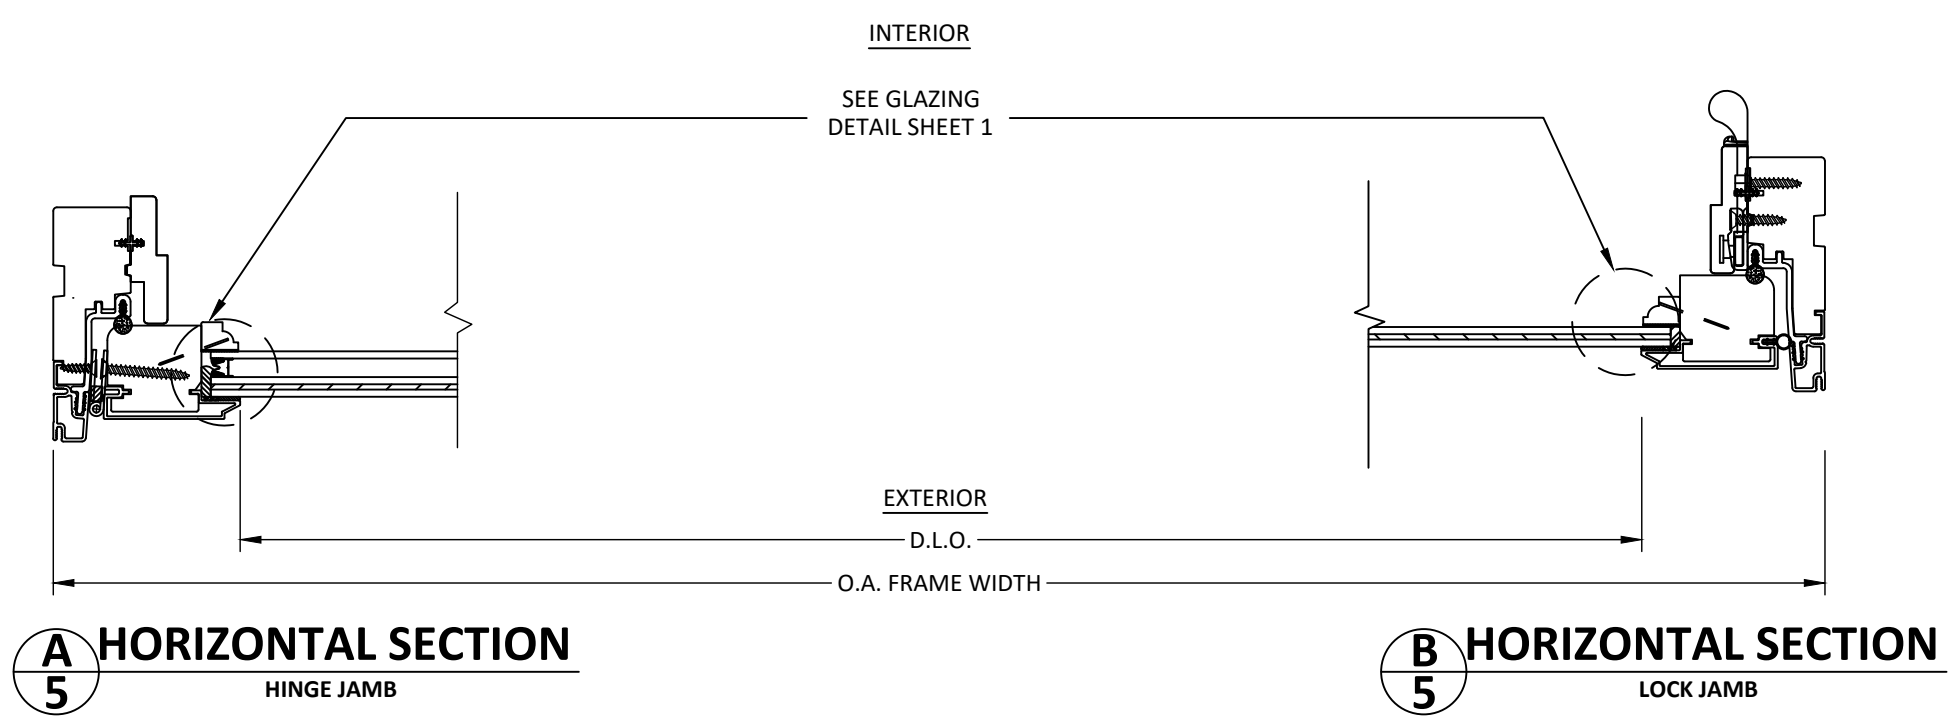 INTERIOR
SEE GLAZING
DETAIL SHEET 1
EXTERIOR
D.L.O.
O.A. FRAME WIDTH
A
5
HORIZONTAL SECTION
HINGE JAMB
B
5
HORIZONTAL SECTION
LOCK JAMB